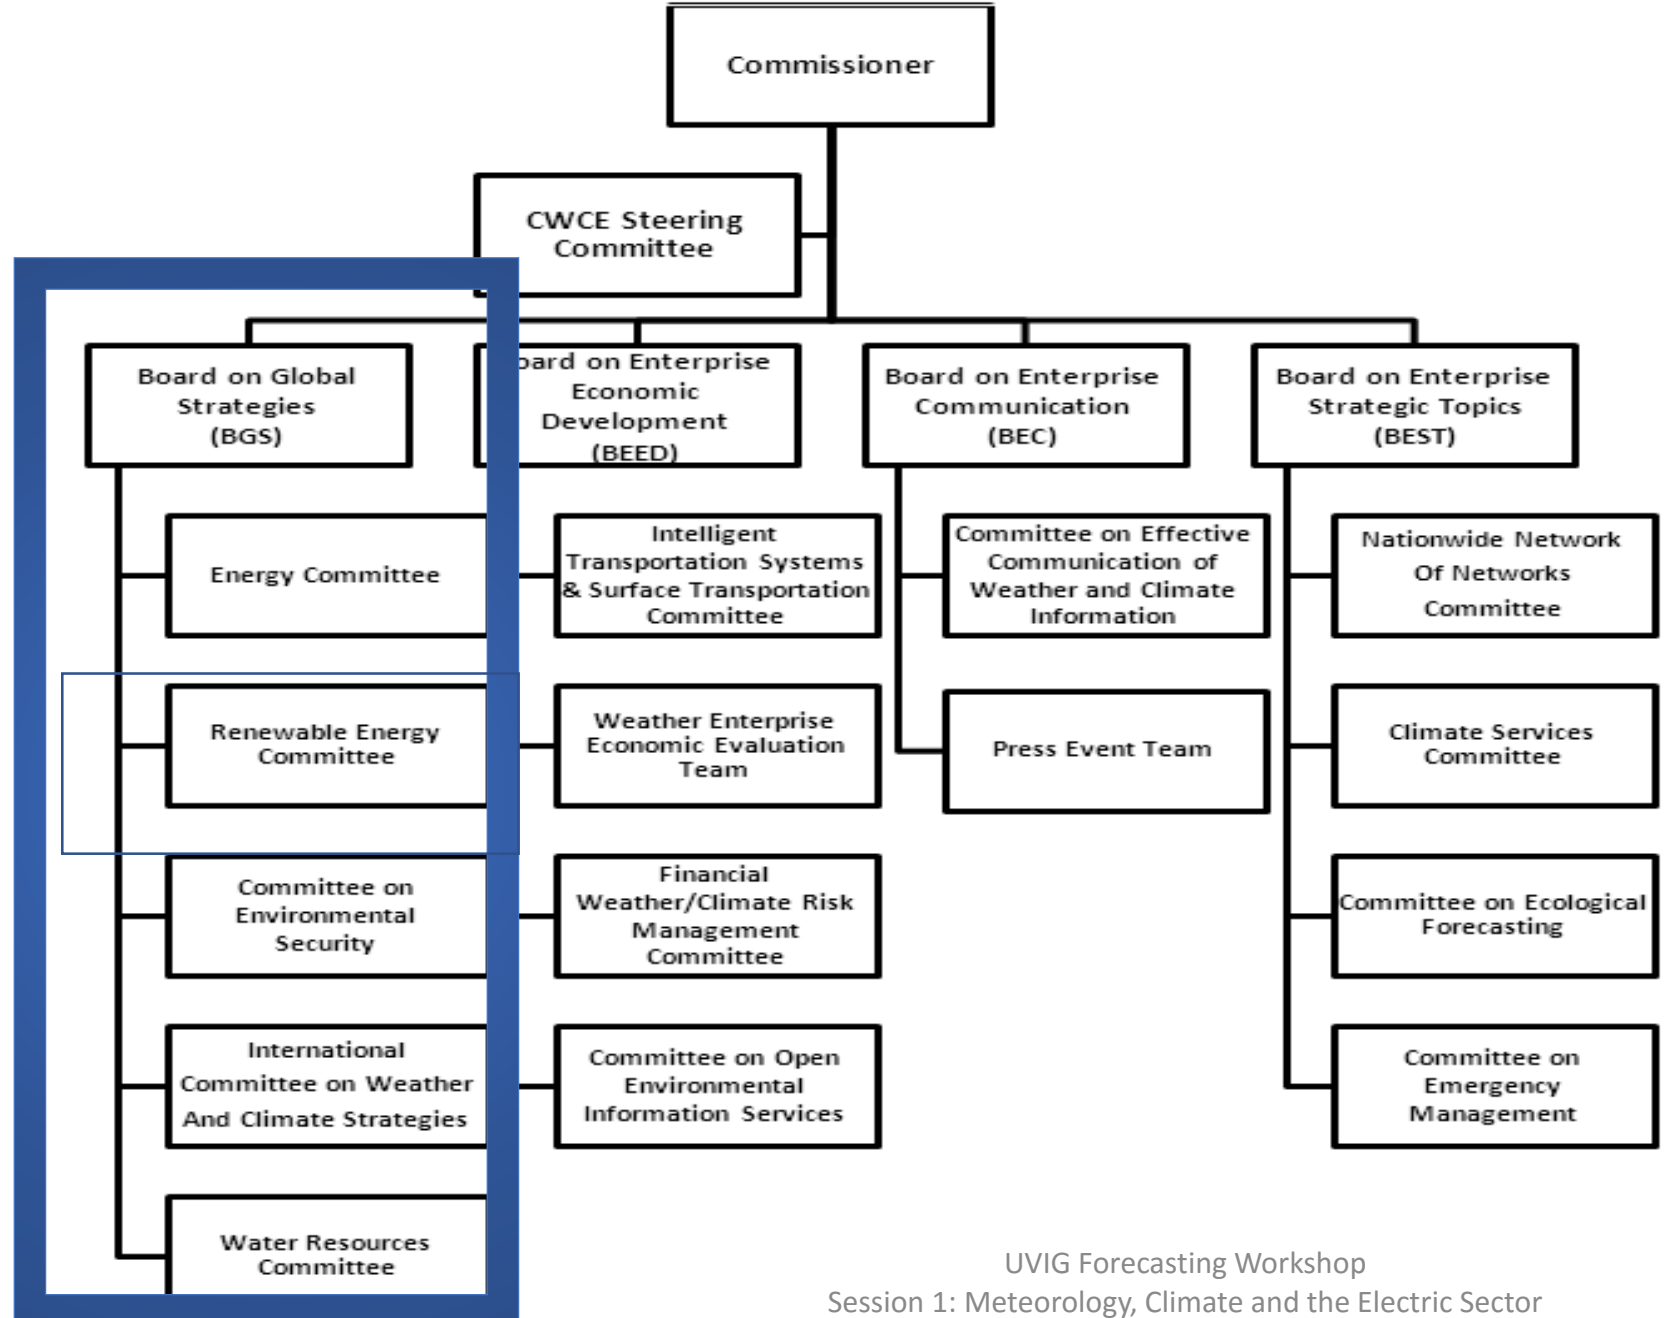 Commissioner
CWCE Steering
Committee
Board on Global
Strategies
(BGS)
Energy Committee
Renewable Energy
Committee
Committee on
Environmental
Security
International
Committee on Weather
And Climate Strategies
Water Resources
Committee
oard on Enterprise
Economic
Development
(BEED)
Intelligent
Transportation Systems
& Surface Transportation
Committee
Weather Enterprise
Economic Evaluation
Team
Financial
Weather/Climate Risk
Management
Committee
Committee on Open
Environmental
Information Services
Board on Enterprise
Communication
(BEC)
Committee on Effective
Communication of
Weather and Climate
Information
Press Event Team
Board on Enterprise
Strategic Topics
(BEST)
Nationwide Network
Of Networks
Committee
Climate Services
Committee
Committee on Ecological
Forecasting
Committee on
Emergency
Management
UVIG Forecasting Workshop
Session 1: Meteorology, Climate and the Electric Sector